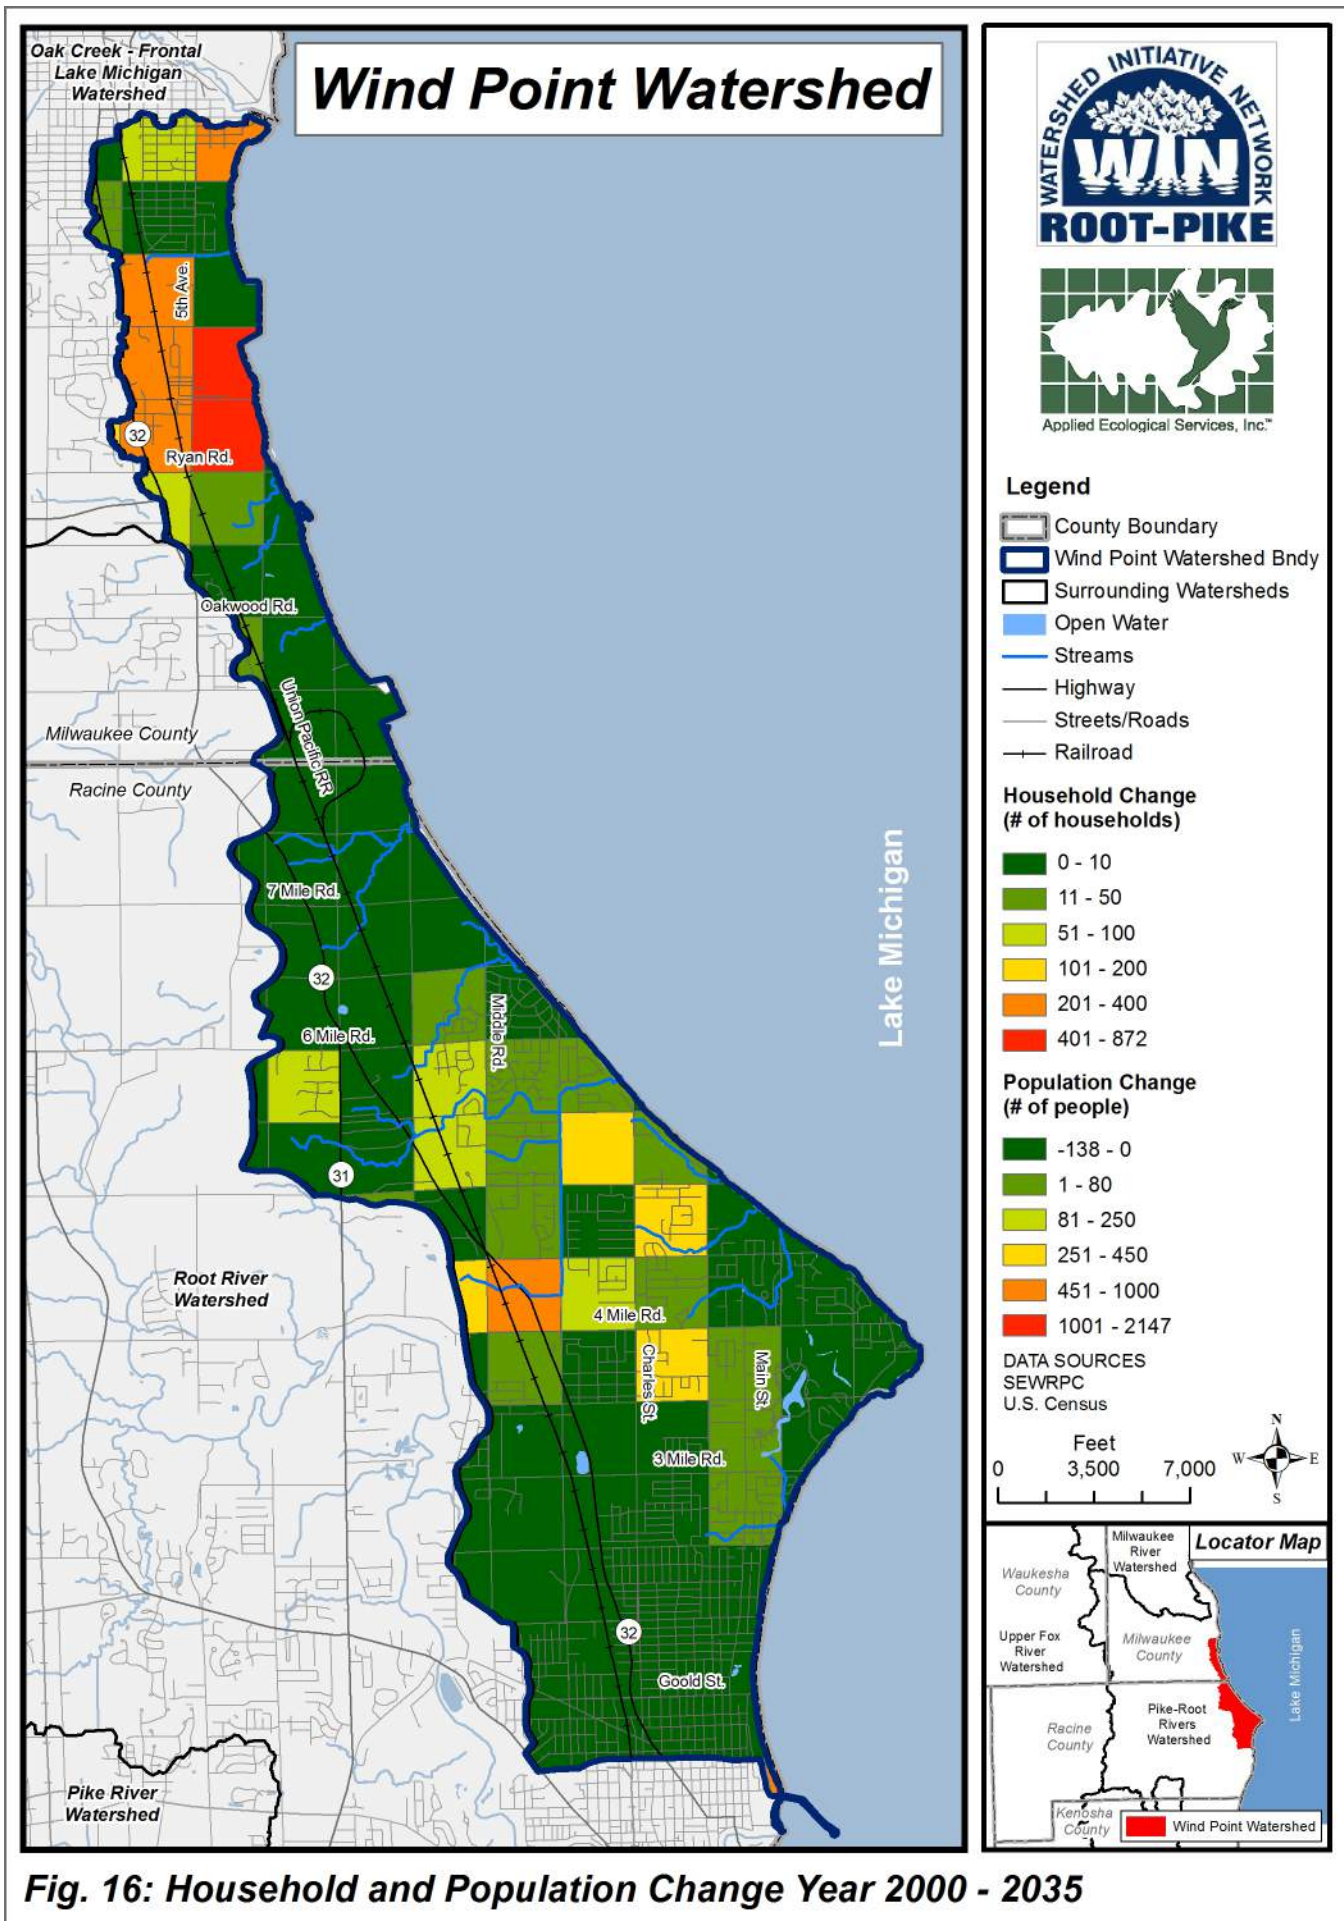 Oak Creek - Frontal
Lake Michigan
Watershed
Wind Point Watershed
5th Ave.
32
Ryan Rd.
Oakwood Rd.
Union Pacific RR
Milwaukee County
Racine County
7 Mile Rd.
32
6 Mile Rd.
Middle Rd.
31
Root River
Watershed
4 Mile Rd.
Charles St.
Main St.
3 Mile Rd.
32
Goold St.
Pike River
Watershed
Lake Michigan
WATERSHED INITIATIVE NETWORK
WIN
ROOT-PIKE
Applied Ecological Services, Inc.™
Legend
County Boundary
Wind Point Watershed Bndy
Surrounding Watersheds
Open Water
Streams
Highway
Streets/Roads
Railroad
Household Change
(# of households)
0 - 10
11 - 50
51 - 100
101 - 200
201 - 400
401 - 872
Population Change
(# of people)
-138 - 0
1 - 80
81 - 250
251 - 450
451 - 1000
1001 - 2147
DATA SOURCES
SEWRPC
U.S. Census
N
W E
S
Feet
0 3,500 7,000
Locator Map
Milwaukee
River
Watershed
Waukesha
County
Upper Fox
River
Watershed
Milwaukee
County
Lake Michigan
Racine
County
Pike-Root
Rivers
Watershed
Kenosha
County
Wind Point Watershed
Fig. 16: Household and Population Change Year 2000 - 2035